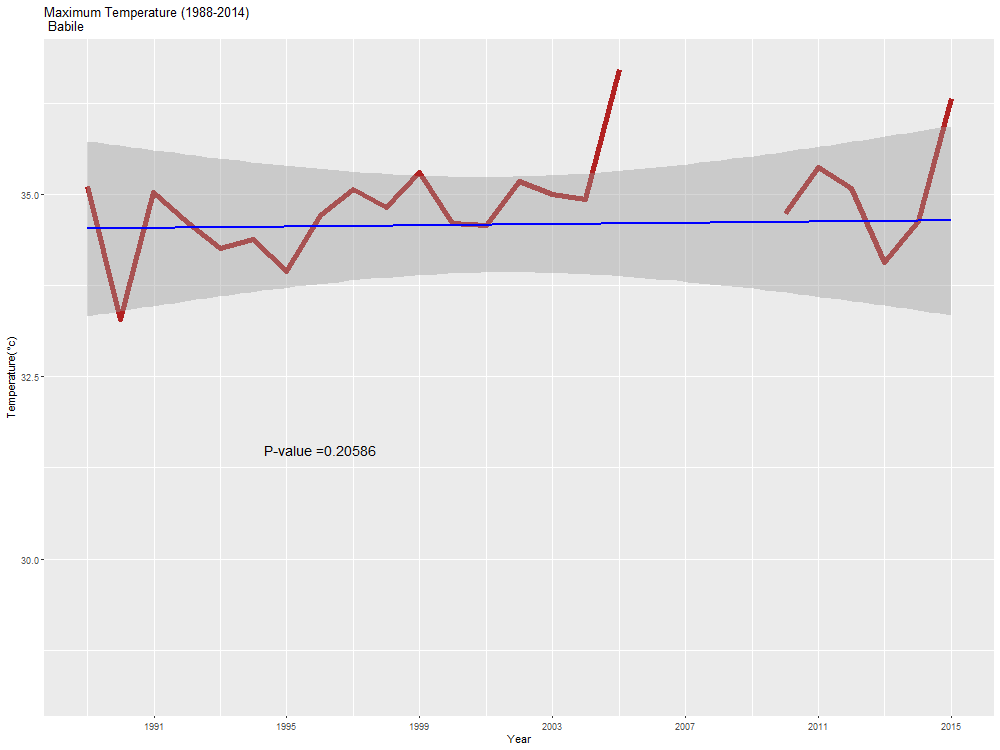 Maximum Temperature (1988-2014)
Babile
35.0
32.5
30.0
Temperature(°c)
P-value =0.20586
1991 1995 1999 2003 2007 2011 2015
Year